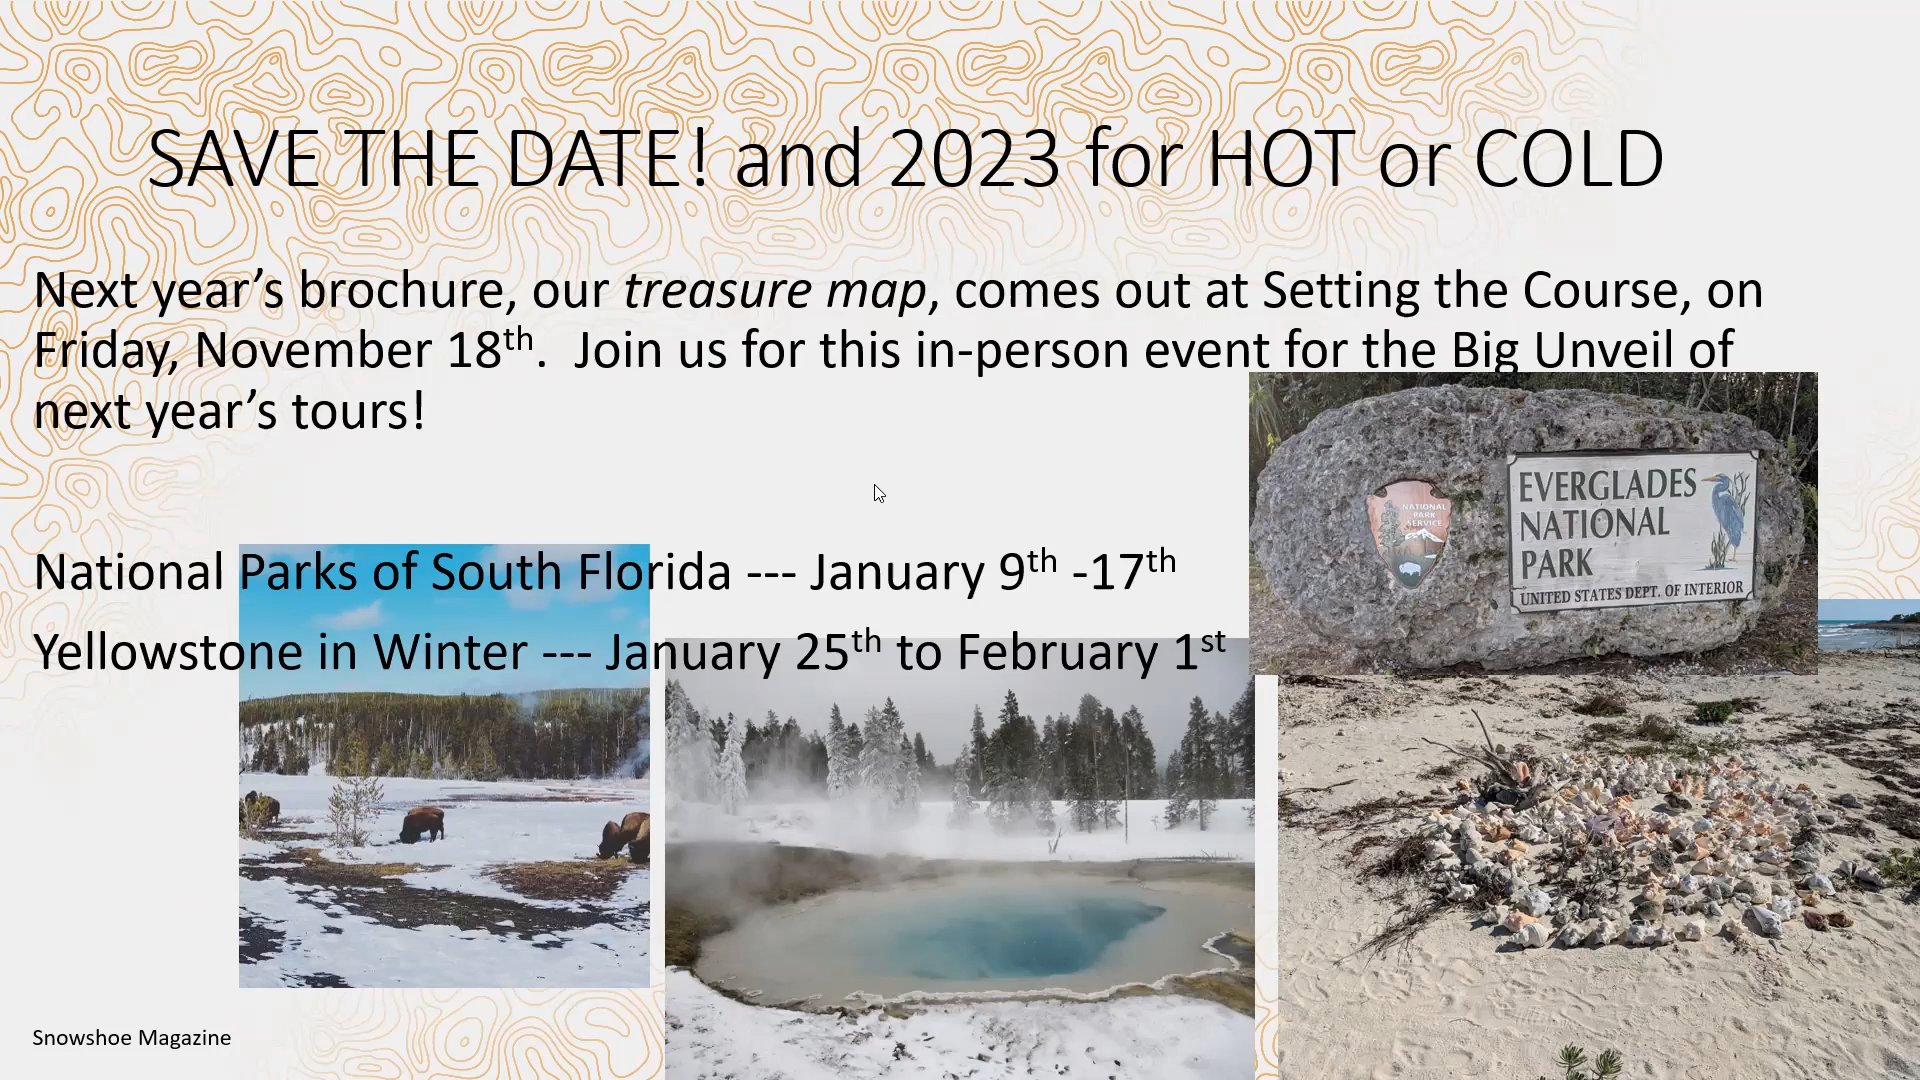 SAVE THE DATE! and 2023 for HOT or COLD
Next year’s brochure, our treasure map, comes out at Setting the Course, on
Friday, November 18th.  Join us for this in-person event for the Big Unveil of
next year’s tours!
NATIONAL
PARK
SERVICE
EVERGLADES
NATIONAL
PARK
UNITED STATES DEPT. OF INTERIOR
National Parks of South Florida --- January 9th -17th
Yellowstone in Winter --- January 25th to February 1st
Snowshoe Magazine